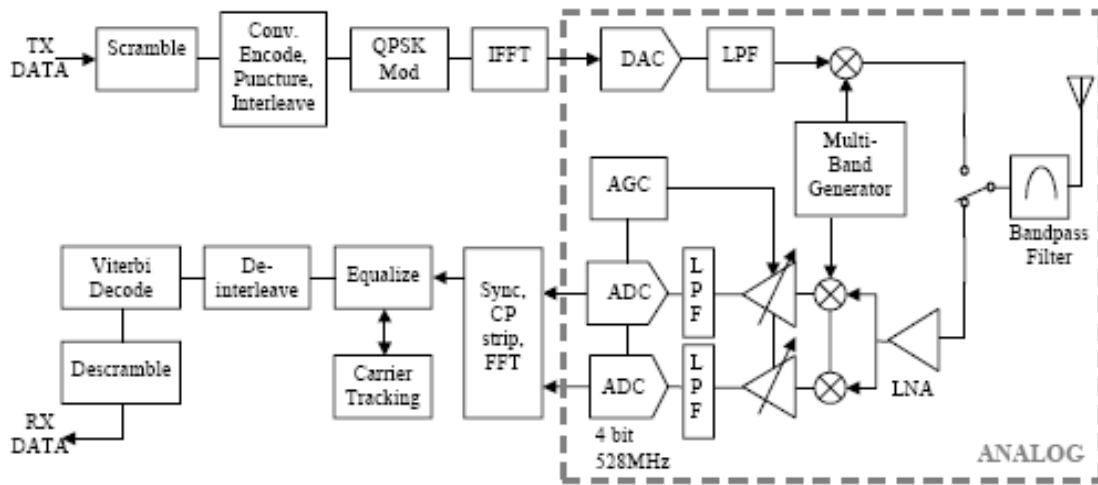 TX
DATA
Scramble
Conv.
Encode,
Puncture,
Interleave
QPSK
Mod
IFFT
DAC
LPF
Multi-
Band
Generator
Bandpass
Filter
AGC
Viterbi
Decode
De-
interleave
Equalize
Sync,
CP
strip,
FFT
ADC
L
P
F
Descramble
Carrier
Tracking
ADC
L
P
F
LNA
RX
DATA
4 bit
528MHz
ANALOG